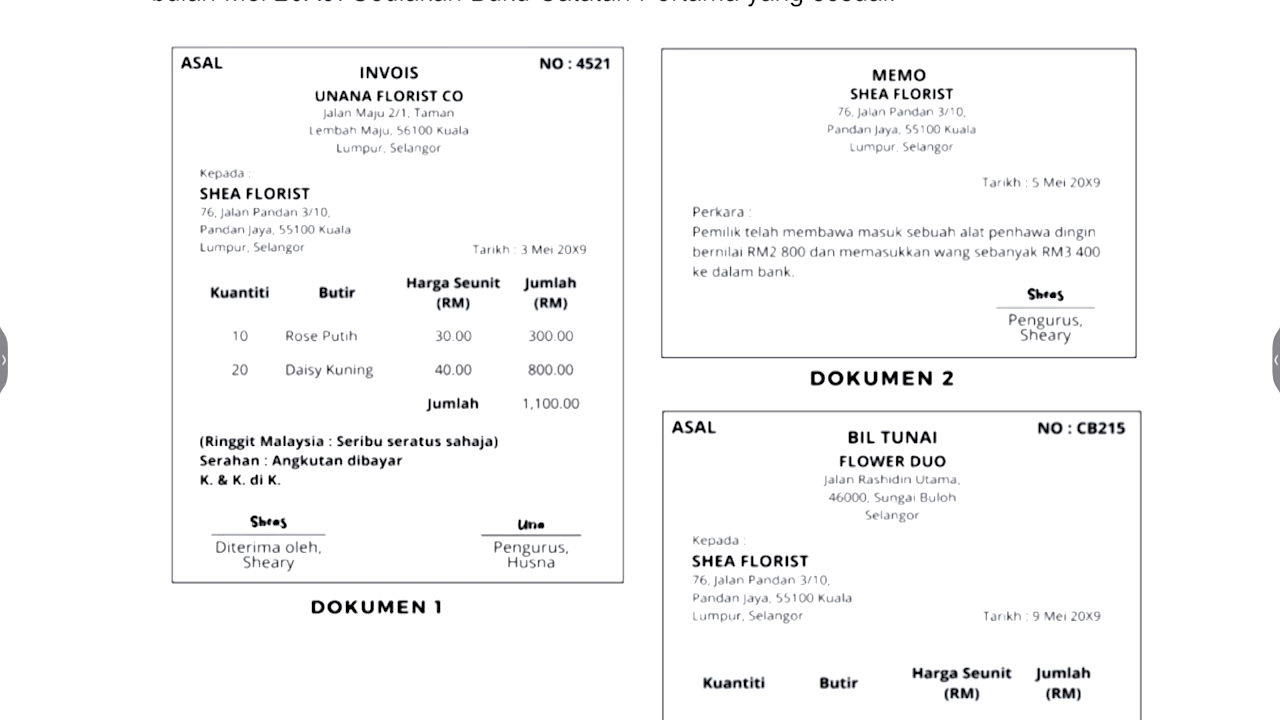 ASAL
NO : 4521
INVOIS
UNANA FLORIST CO
Jalan Maju 2/1, Taman
Lembah Maju, 56100 Kuala
Lumpur, Selangor
Kepada :
SHEA FLORIST
76, Jalan Pandan 3/10,
Pandan Jaya, 55100 Kuala
Lumpur, Selangor
Tarikh : 3 Mei 20X9
Kuantiti Butir Harga Seunit (RM) Jumlah (RM)
10 Rose Putih 30.00 300.00
20 Daisy Kuning 40.00 800.00
Jumlah 1,100.00
(Ringgit Malaysia : Seribu seratus sahaja)
Serahan : Angkutan dibayar
K. & K. di K.
Sheas
Una
Diterima oleh,
Sheary
Pengurus,
Husna
DOKUMEN 1
MEMO
SHEA FLORIST
76, Jalan Pandan 3/10,
Pandan Jaya, 55100 Kuala
Lumpur, Selangor
Tarikh : 5 Mei 20X9
Perkara :
Pemilik telah membawa masuk sebuah alat penhawa dingin
bernilai RM2 800 dan memasukkan wang sebanyak RM3 400
ke dalam bank.
Sheas
Pengurus,
Sheary
DOKUMEN 2
ASAL
NO : CB215
BIL TUNAI
FLOWER DUO
Jalan Rashidin Utama,
46000, Sungai Buloh
Selangor
Kepada :
SHEA FLORIST
76, Jalan Pandan 3/10,
Pandan Jaya, 55100 Kuala
Lumpur, Selangor
Tarikh : 9 Mei 20X9
Kuantiti Butir Harga Seunit (RM) Jumlah (RM)